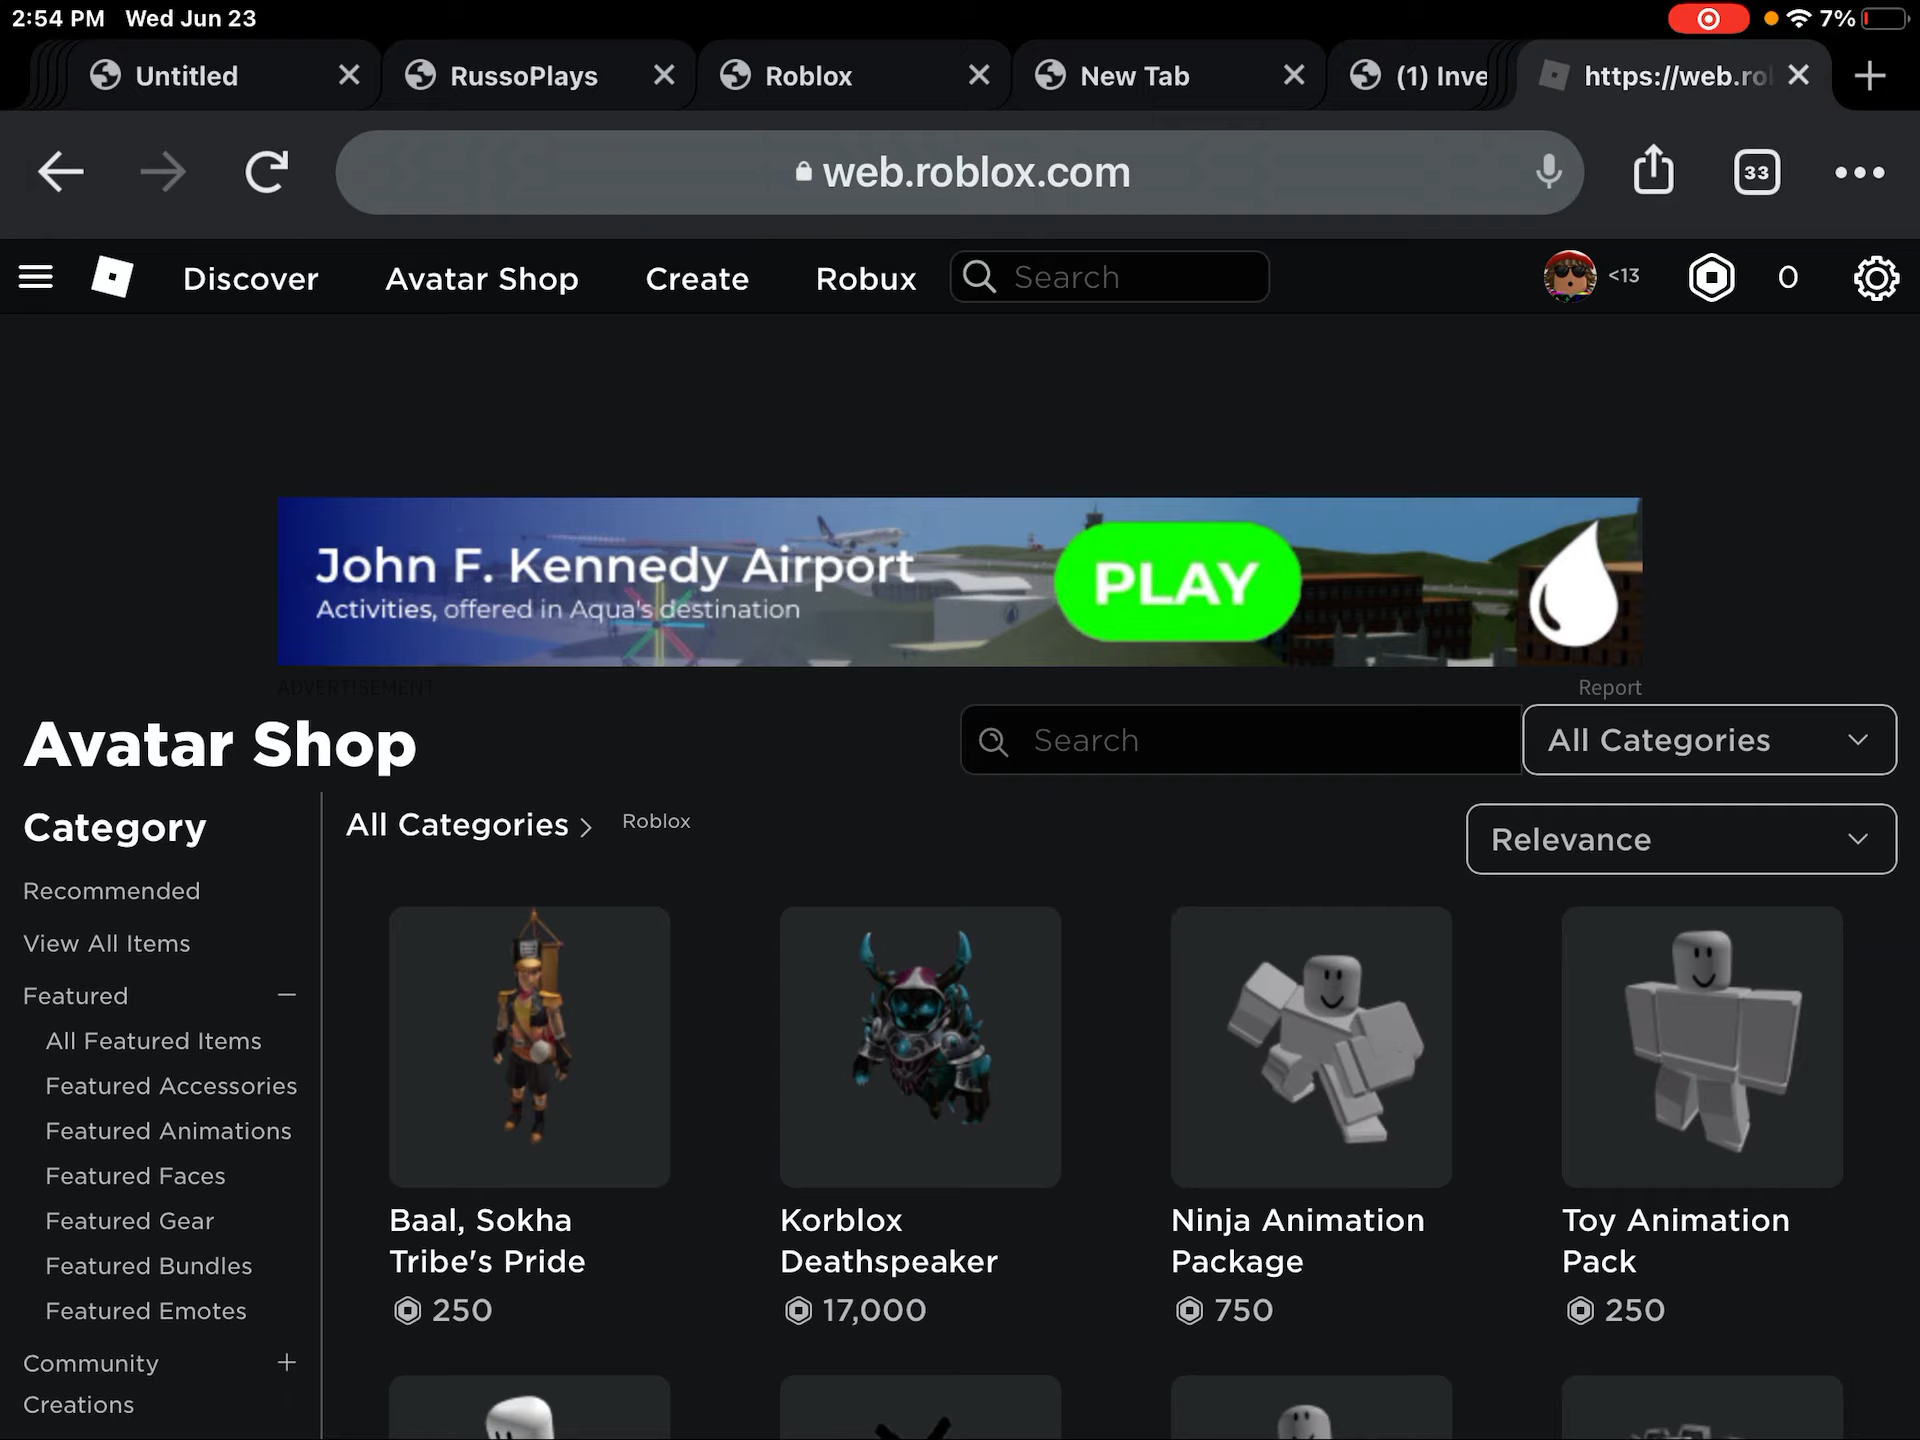 2:54 PM Wed Jun 23
7%
Untitled
RussoPlays
Roblox
New Tab
(1) Inve
https://web.ro
web.roblox.com
33
Discover
Avatar Shop
Create
Robux
Search
<13
0
John F. Kennedy Airport
Activities, offered in Aqua's destination
PLAY
ADVERTISEMENT
Report
Avatar Shop
Search
All Categories
Category
All Categories
Roblox
Relevance
Recommended
View All Items
Featured
All Featured Items
Featured Accessories
Featured Animations
Featured Faces
Featured Gear
Featured Bundles
Featured Emotes
Community
Creations
Baal, Sokha
Tribe's Pride
250
Korblox
Deathspeaker
17,000
Ninja Animation
Package
750
Toy Animation
Pack
250